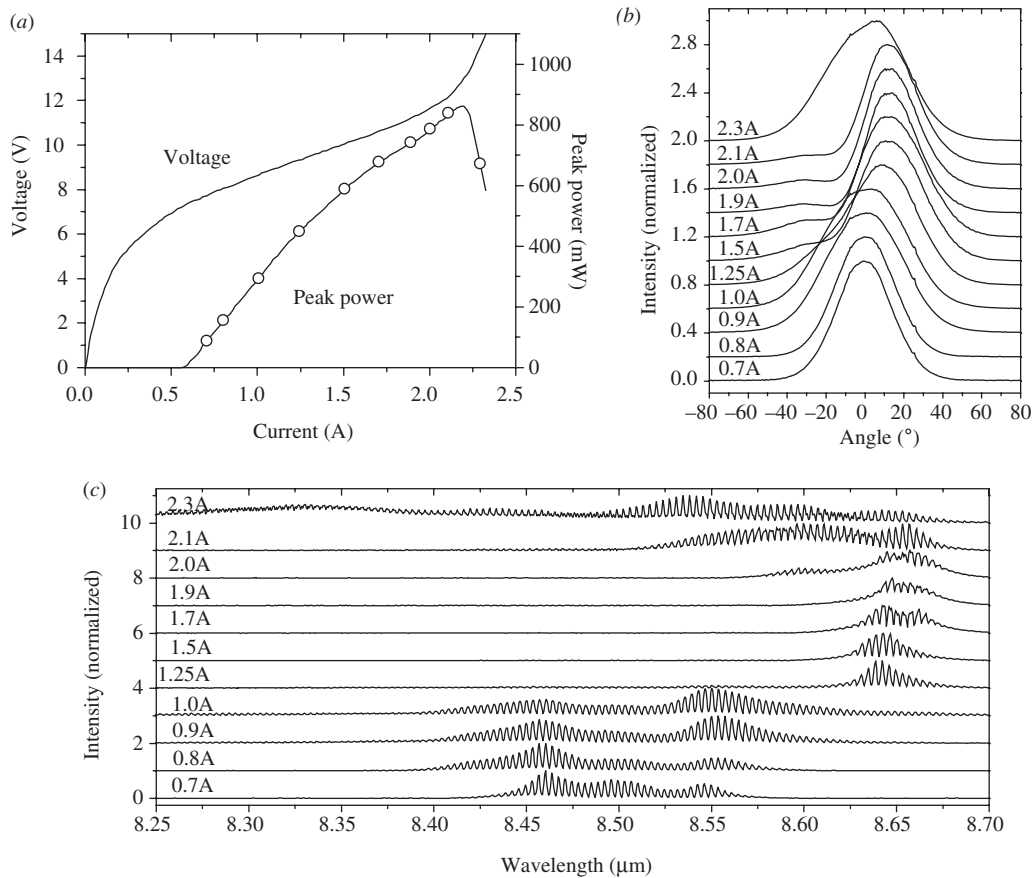 (a)
14
12
10
8
6
4
2
0
Voltage (V)
Voltage
Peak power
1000
800
600
400
200
0
Peak power (mW)
0.0 0.5 1.0 1.5 2.0 2.5
Current (A)
(b)
2.8
2.4
2.0
1.6
1.2
0.8
0.4
0.0
Intensity (normalized)
2.3A
2.1A
2.0A
1.9A
1.7A
1.5A
1.25A
1.0A
0.9A
0.8A
0.7A
–80 –60 –40 –20 0 20 40 60 80
Angle (°)
(c)
10
8
6
4
2
0
Intensity (normalized)
2.3A
2.1A
2.0A
1.9A
1.7A
1.5A
1.25A
1.0A
0.9A
0.8A
0.7A
8.25 8.30 8.35 8.40 8.45 8.50 8.55 8.60 8.65 8.70
Wavelength (μm)